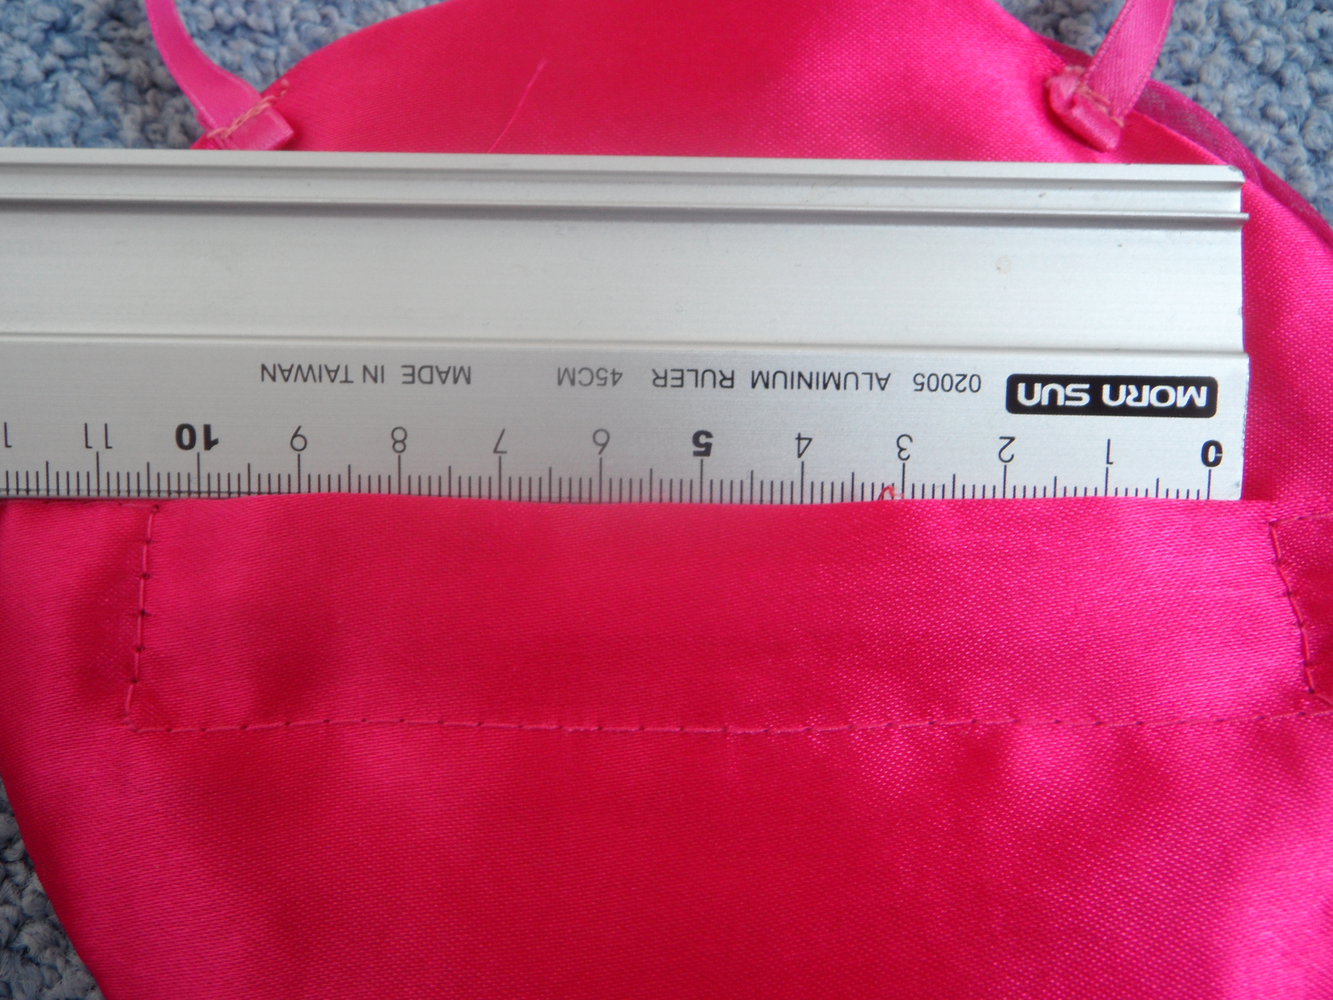 0 1 2 3 4 5 6 7 8 9 10 11 1
MORN SUN 02005 ALUMINIUM RULER 45CM MADE IN TAIWAN